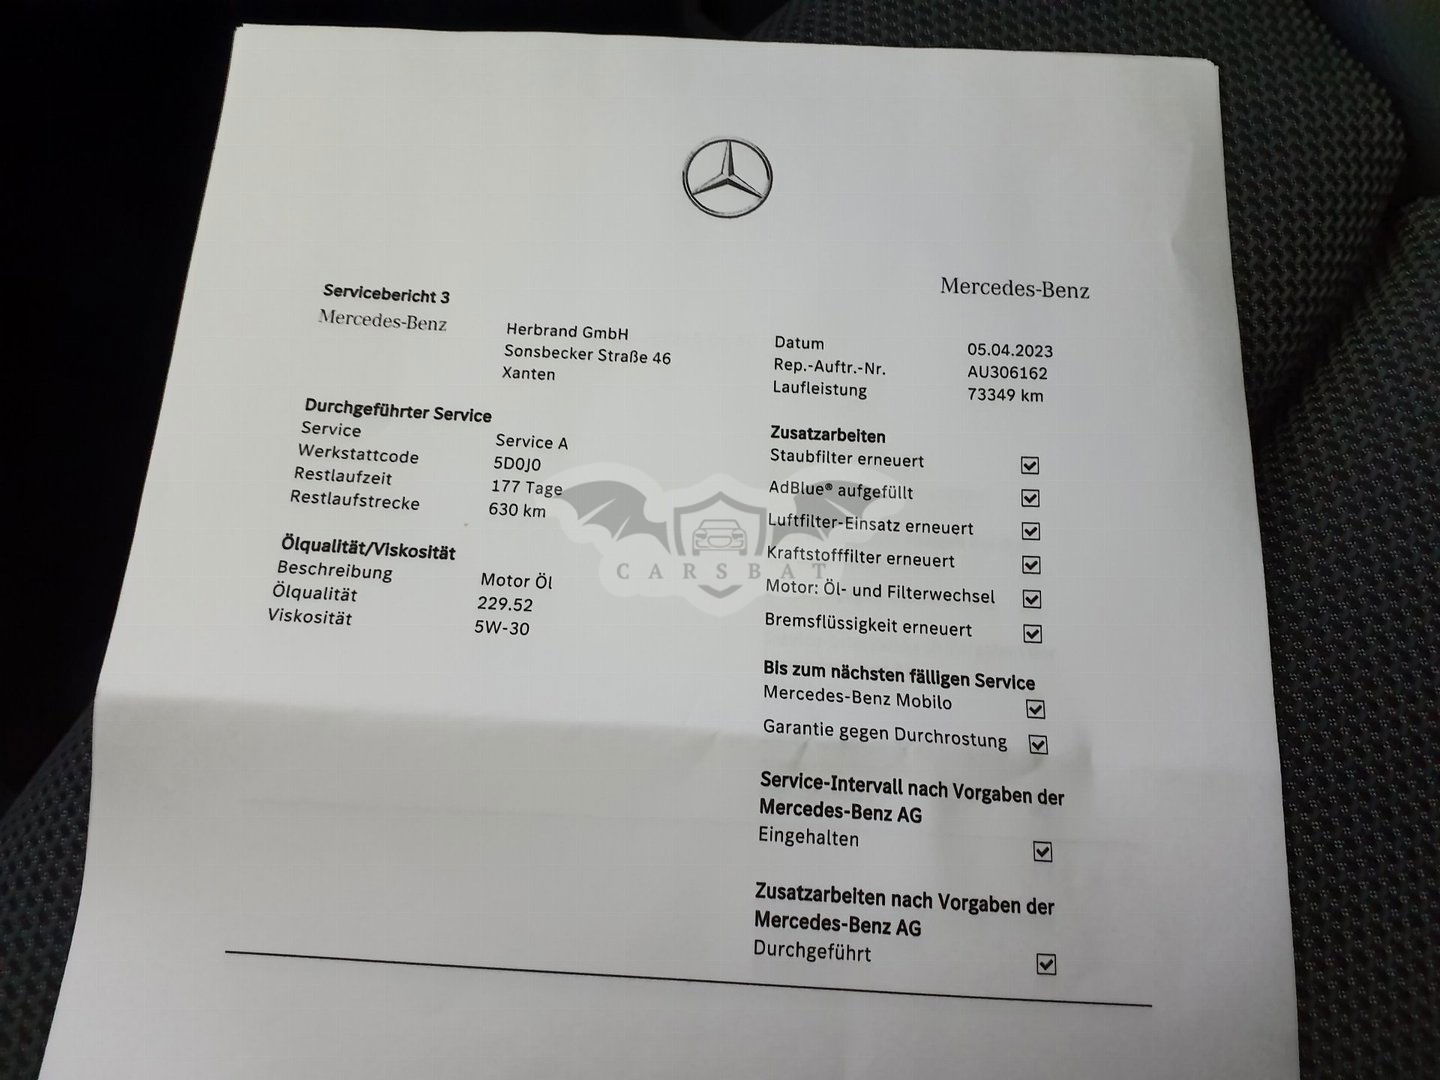 Mercedes-Benz
Servicebericht 3
Mercedes-Benz
Herbrand GmbH
Sonsbecker Straße 46
Xanten
Datum 05.04.2023
Rep.-Auftr.-Nr. AU306162
Laufleistung 73349 km
Durchgeführter Service
Service Service A
Werkstattcode 5D0J0
Restlaufzeit 177 Tage
Restlaufstrecke 630 km
Ölqualität/Viskosität
Beschreibung Motor Öl
Ölqualität 229.52
Viskosität 5W-30
Zusatzarbeiten
Staubfilter erneuert
AdBlue® aufgefüllt
Luftfilter-Einsatz erneuert
Kraftstofffilter erneuert
Motor: Öl- und Filterwechsel
Bremsflüssigkeit erneuert
Bis zum nächsten fälligen Service
Mercedes-Benz Mobilo
Garantie gegen Durchrostung
Service-Intervall nach Vorgaben der
Mercedes-Benz AG
Eingehalten
Zusatzarbeiten nach Vorgaben der
Mercedes-Benz AG
Durchgeführt
CARSBAT